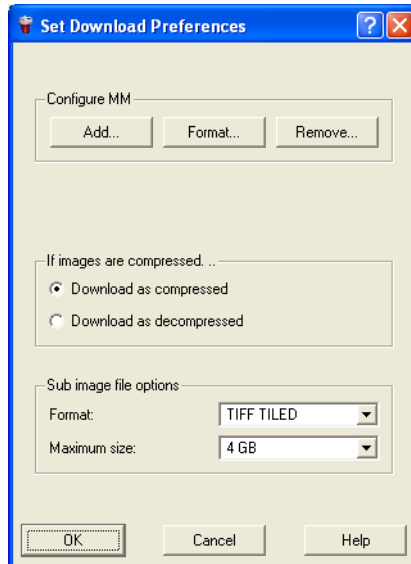 Set Download Preferences
Configure MM
Add... Format... Remove...
If images are compressed. ..
Download as compressed
Download as decompressed
Sub image file options
Format: TIFF TILED
Maximum size: 4 GB
OK Cancel Help